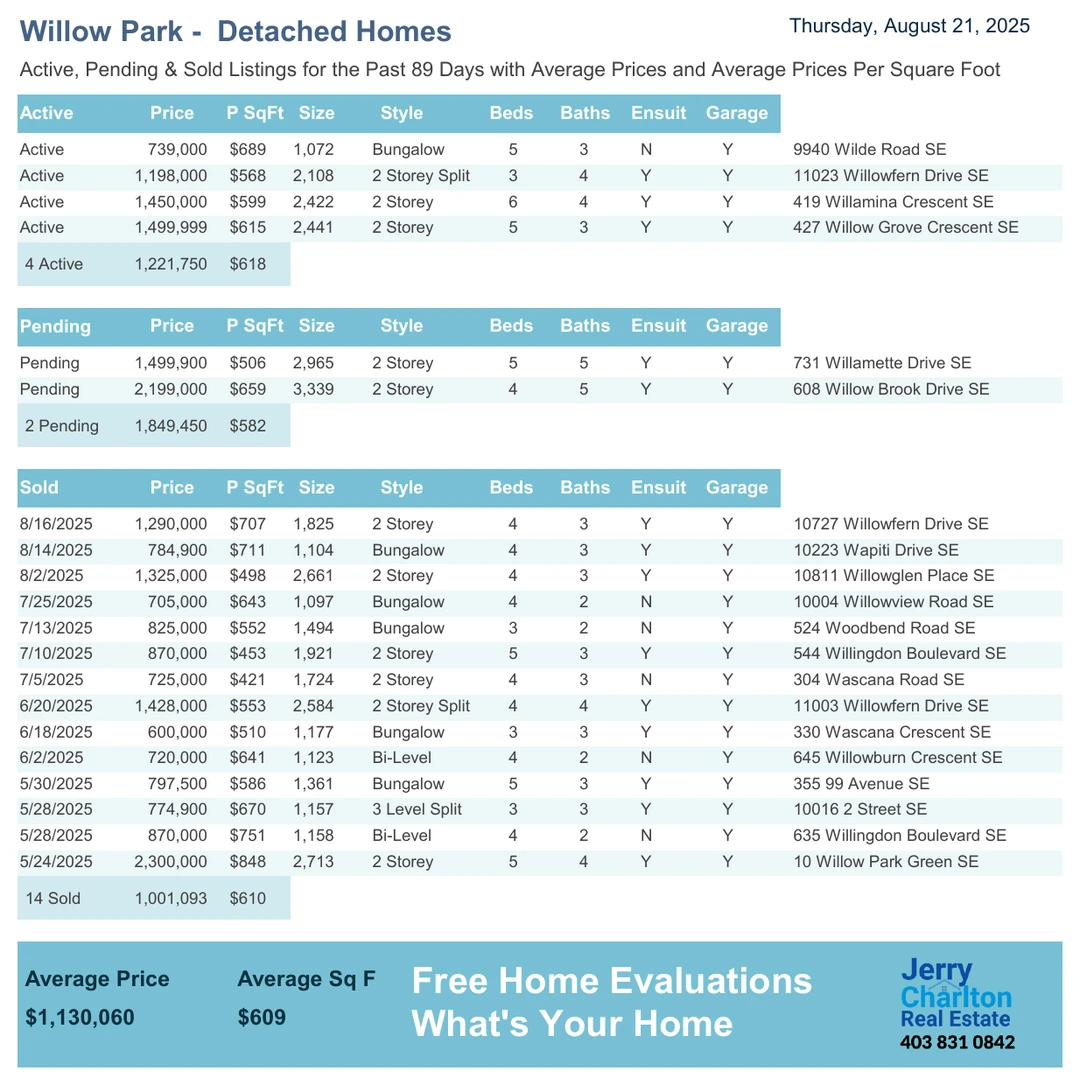 Willow Park - Detached Homes
Thursday, August 21, 2025
Active, Pending & Sold Listings for the Past 89 Days with Average Prices and Average Prices Per Square Foot
Active Price P SqFt Size Style Beds Baths Ensuit Garage
Active 739,000 $689 1,072 Bungalow 5 3 N Y 9940 Wilde Road SE
Active 1,198,000 $568 2,108 2 Storey Split 3 4 Y Y 11023 Willowfern Drive SE
Active 1,450,000 $599 2,422 2 Storey 6 4 Y Y 419 Willamina Crescent SE
Active 1,499,999 $615 2,441 2 Storey 5 3 Y Y 427 Willow Grove Crescent SE
4 Active 1,221,750 $618
Pending Price P SqFt Size Style Beds Baths Ensuit Garage
Pending 1,499,900 $506 2,965 2 Storey 5 5 Y Y 731 Willamette Drive SE
Pending 2,199,000 $659 3,339 2 Storey 4 5 Y Y 608 Willow Brook Drive SE
2 Pending 1,849,450 $582
Sold Price P SqFt Size Style Beds Baths Ensuit Garage
8/16/2025 1,290,000 $707 1,825 2 Storey 4 3 Y Y 10727 Willowfern Drive SE
8/14/2025 784,900 $711 1,104 Bungalow 4 3 Y Y 10223 Wapiti Drive SE
8/2/2025 1,325,000 $498 2,661 2 Storey 4 3 Y Y 10811 Willowglen Place SE
7/25/2025 705,000 $643 1,097 Bungalow 4 2 N Y 10004 Willowview Road SE
7/13/2025 825,000 $552 1,494 Bungalow 3 2 N Y 524 Woodbend Road SE
7/10/2025 870,000 $453 1,921 2 Storey 5 3 Y Y 544 Willingdon Boulevard SE
7/5/2025 725,000 $421 1,724 2 Storey 4 3 N Y 304 Wascana Road SE
6/20/2025 1,428,000 $553 2,584 2 Storey Split 4 4 Y Y 11003 Willowfern Drive SE
6/18/2025 600,000 $510 1,177 Bungalow 3 3 Y Y 330 Wascana Crescent SE
6/2/2025 720,000 $641 1,123 Bi-Level 4 2 N Y 645 Willowburn Crescent SE
5/30/2025 797,500 $586 1,361 Bungalow 5 3 Y Y 355 99 Avenue SE
5/28/2025 774,900 $670 1,157 3 Level Split 3 3 Y Y 10016 2 Street SE
5/28/2025 870,000 $751 1,158 Bi-Level 4 2 N Y 635 Willingdon Boulevard SE
5/24/2025 2,300,000 $848 2,713 2 Storey 5 4 Y Y 10 Willow Park Green SE
14 Sold 1,001,093 $610
Average Price Average Sq F
$1,130,060 $609
Free Home Evaluations
What's Your Home
Jerry
Charlton
Real Estate
403 831 0842